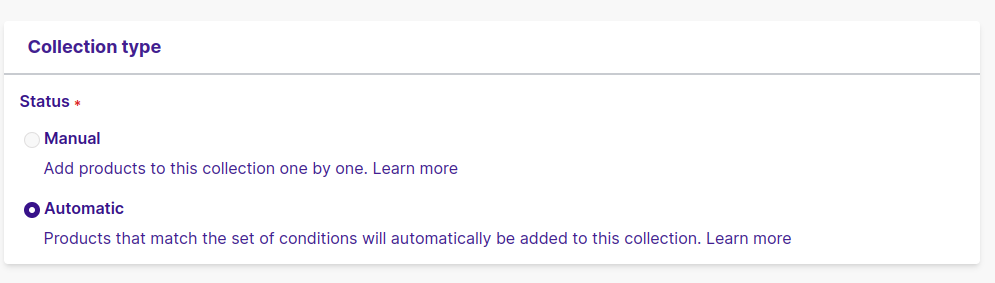 Collection type
Status *
Manual
Add products to this collection one by one. Learn more
Automatic
Products that match the set of conditions will automatically be added to this collection. Learn more